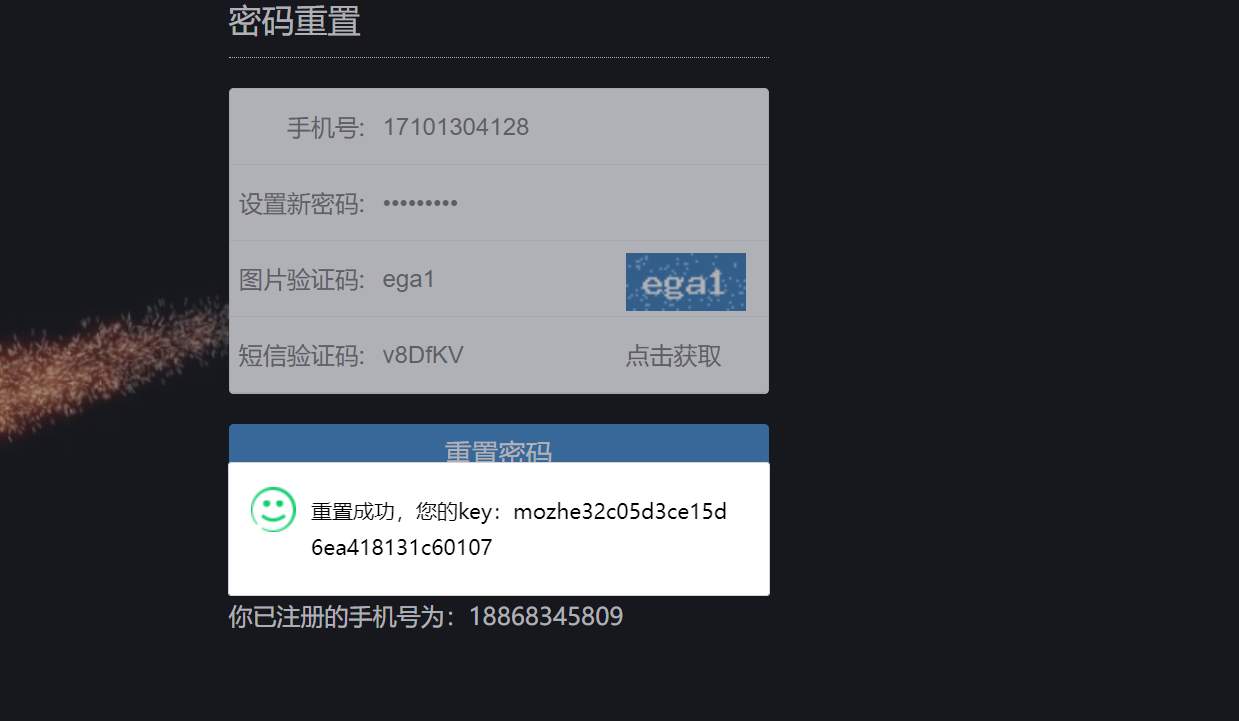 密码重置
手机号: 17101304128
设置新密码: •••••••••
图片验证码: ega1 ega1
短信验证码: v8DfKV 点击获取
重置密码
重置成功，您的key：mozhe32c05d3ce15d
6ea418131c60107
你已注册的手机号为：18868345809